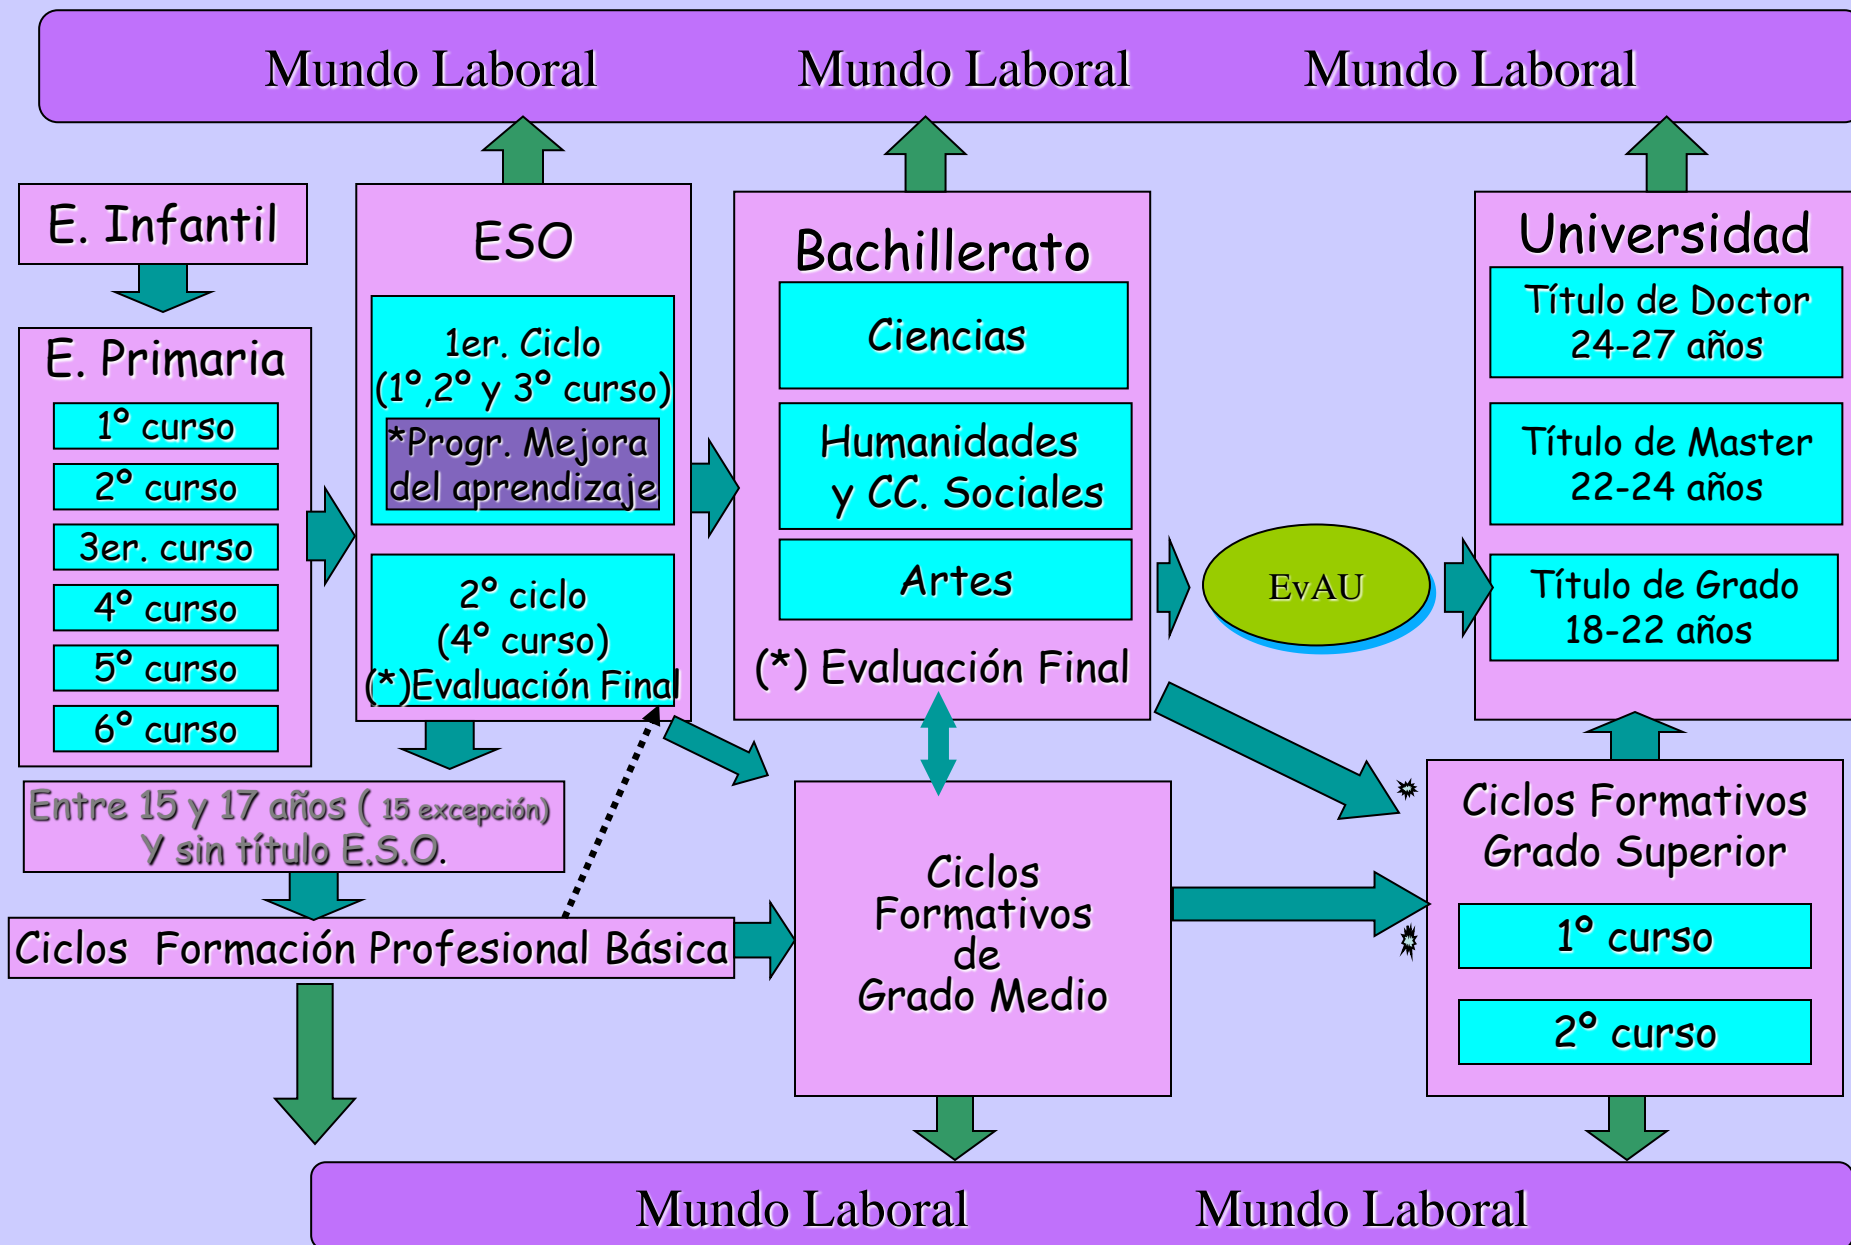 Mundo Laboral Mundo Laboral Mundo Laboral
E. Infantil
E. Primaria
1º curso
2º curso
3er. curso
4º curso
5º curso
6º curso
ESO
1er. Ciclo
(1º,2º y 3º curso)
*Progr. Mejora
del aprendizaje
2º ciclo
(4º curso)
(*)Evaluación Final
Bachillerato
Ciencias
Humanidades
y CC. Sociales
Artes
(*) Evaluación Final
EvAU
Universidad
Título de Doctor
24-27 años
Título de Master
22-24 años
Título de Grado
18-22 años
Entre 15 y 17 años ( 15 excepción)
Y sin título E.S.O.
Ciclos Formación Profesional Básica
Ciclos
Formativos
de
Grado Medio
Ciclos Formativos
Grado Superior
1º curso
2º curso
Mundo Laboral Mundo Laboral